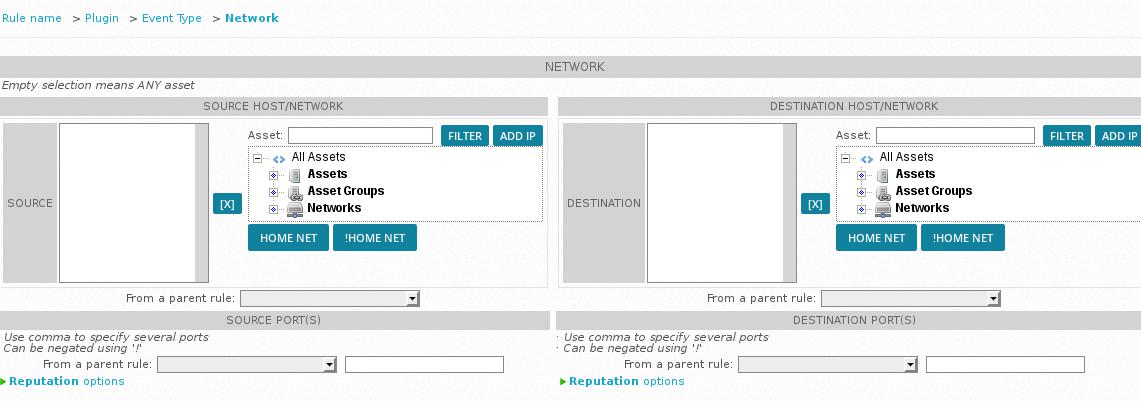 Rule name > Plugin > Event Type > Network
NETWORK
Empty selection means ANY asset
SOURCE HOST/NETWORK
SOURCE
Asset:
FILTER
ADD IP
All Assets
Assets
Asset Groups
Networks
[X]
HOME NET
!HOME NET
From a parent rule:
DESTINATION HOST/NETWORK
DESTINATION
Asset:
FILTER
ADD IP
All Assets
Assets
Asset Groups
Networks
[X]
HOME NET
!HOME NET
From a parent rule:
SOURCE PORT(S)
Use comma to specify several ports
Can be negated using '!'
From a parent rule:
Reputation options
DESTINATION PORT(S)
Use comma to specify several ports
Can be negated using '!'
From a parent rule:
Reputation options